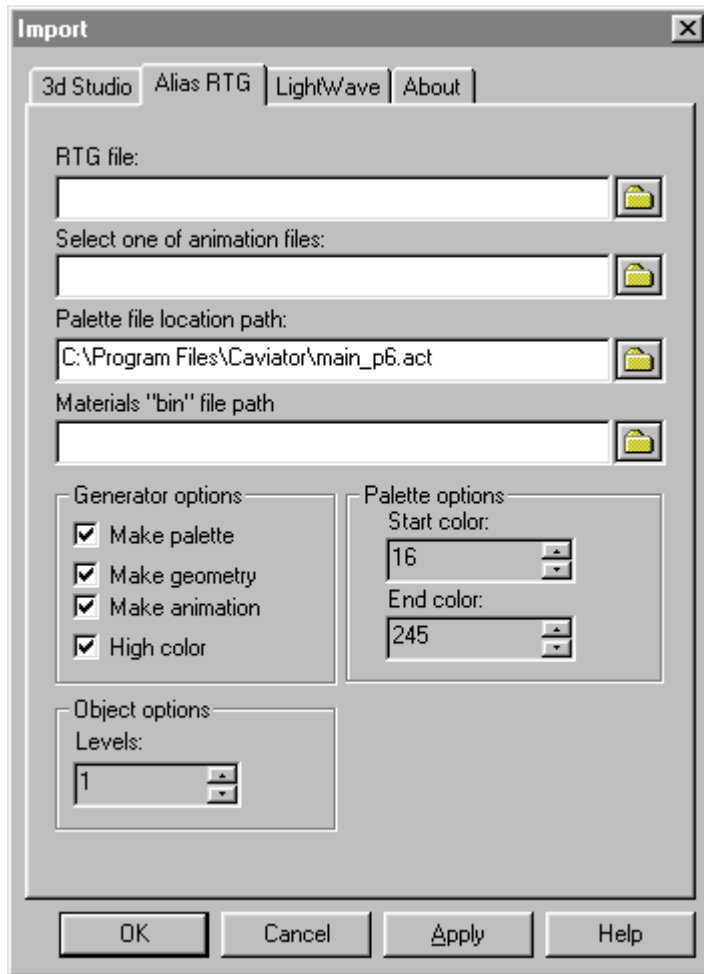 Import
3d Studio Alias RTG LightWave About
RTG file:
Select one of animation files:
Palette file location path:
C:\Program Files\Caviator\main_p6.act
Materials "bin" file path
Generator options
Make palette
Make geometry
Make animation
High color
Palette options
Start color:
16
End color:
245
Object options
Levels:
1
OK Cancel Apply Help